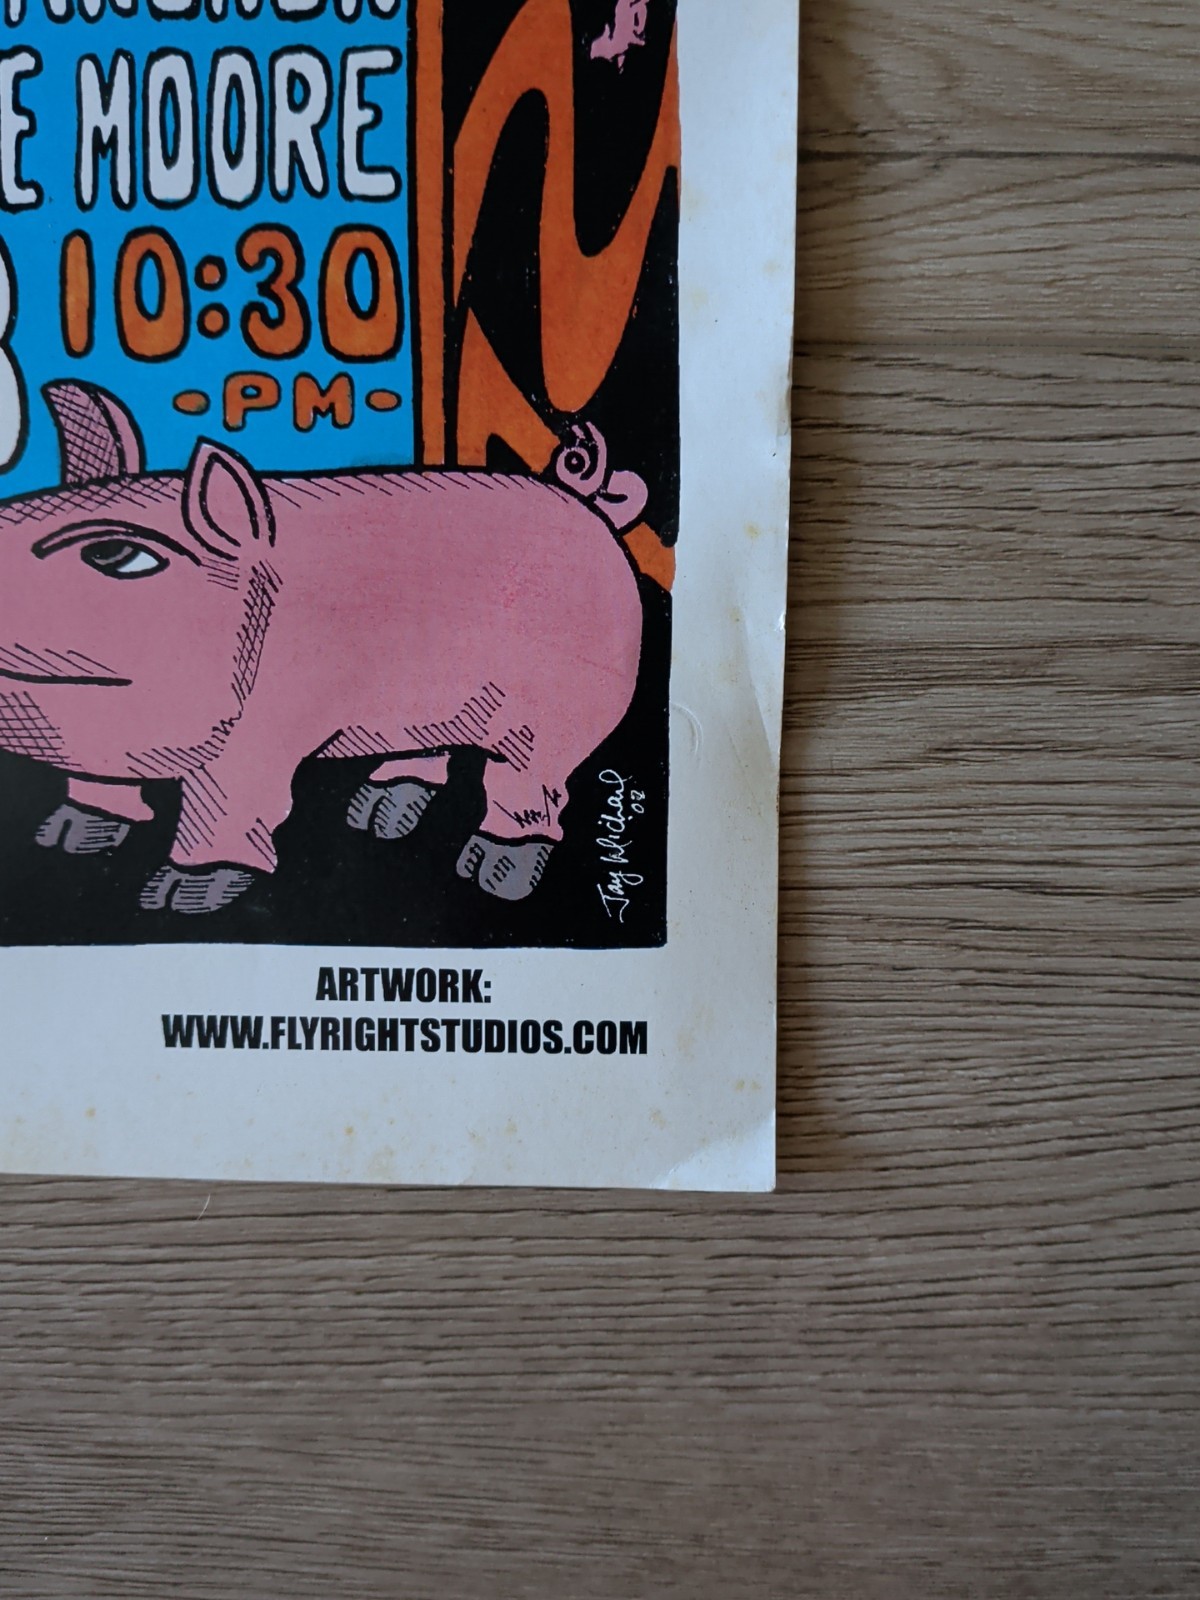 E MOORE
10:30
-PM-
Jay Michael
'02
ARTWORK:
WWW.FLYRIGHTSTUDIOS.COM